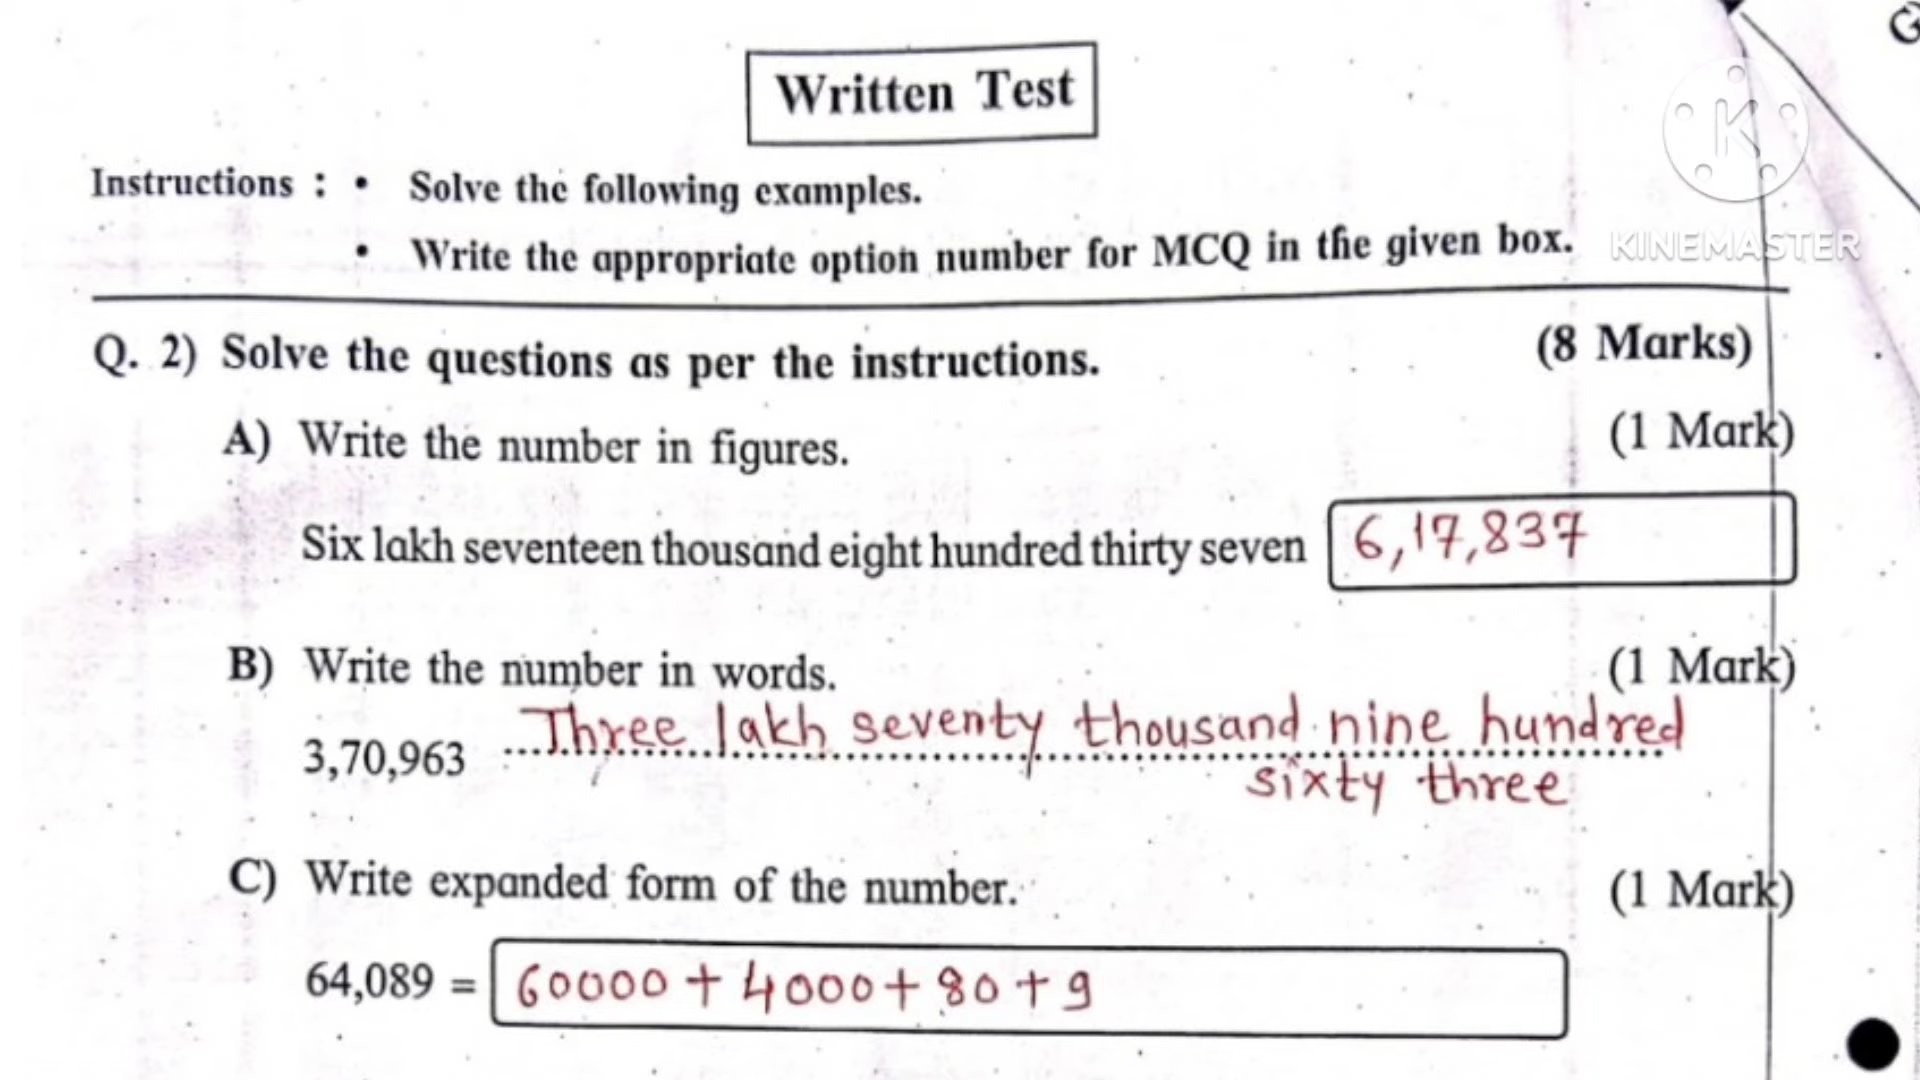 Written Test
Instructions : • Solve the following examples.
• Write the appropriate option number for MCQ in the given box.
KINEMASTER
Q. 2) Solve the questions as per the instructions. (8 Marks)
A) Write the number in figures. (1 Mark)
Six lakh seventeen thousand eight hundred thirty seven 6,17,837
B) Write the number in words. (1 Mark)
3,70,963 Three lakh seventy thousand nine hundred
sixty three
C) Write expanded form of the number. (1 Mark)
64,089 = 60000 + 4000 + 80 + 9